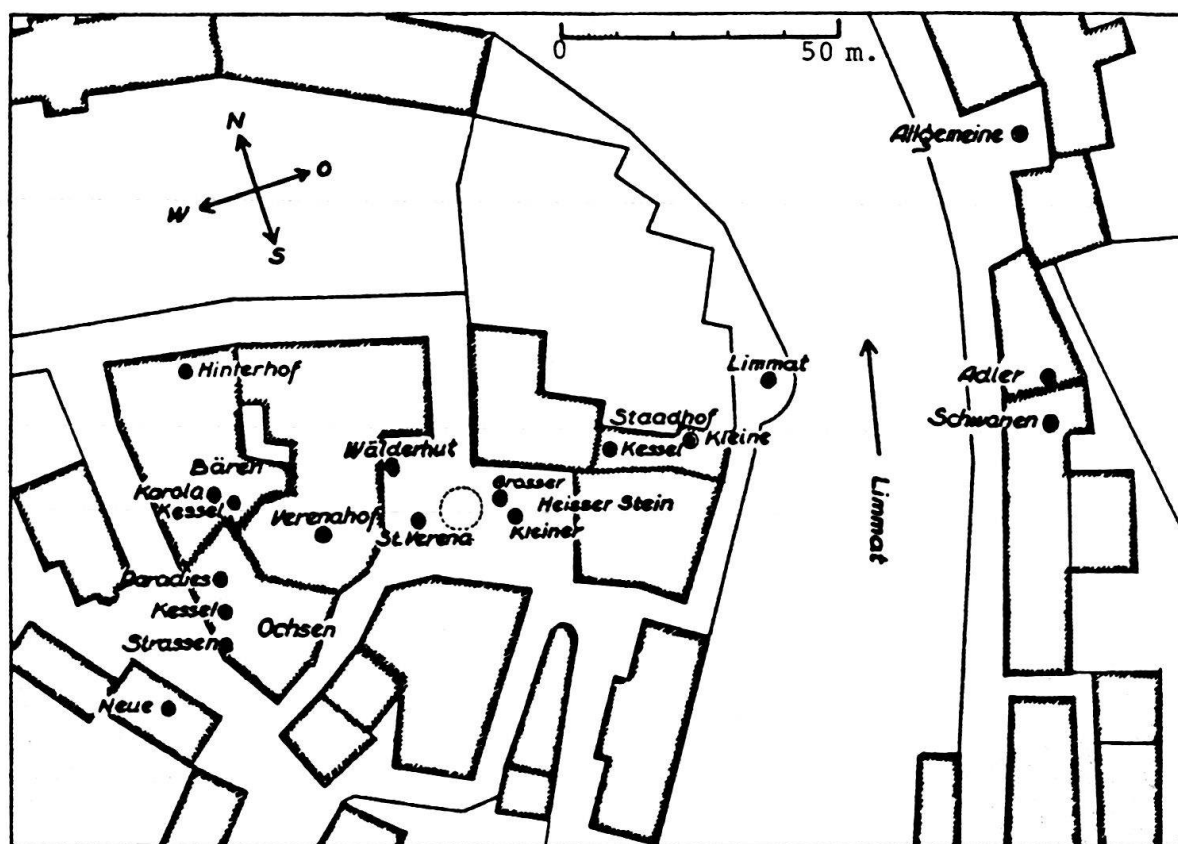 0 50 m.
N
O
W
S
Allgemeine
Hinterhof
Limmat
Adler
Staadhof
Schwanen
Kleine
Kessel
Wälderhut
Bären
Grosser
Karola
Heisser Stein
Kessel
Verenahof
Kleiner
St. Verena
Limmat
Paradies
Kessel
Ochsen
Strassen
Neue